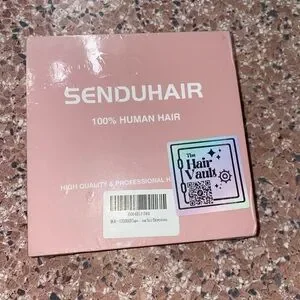 SENDUHAIR
100% HUMAN HAIR
The
Hair
Vault
HIGH QUALITY & PROFESSIONAL